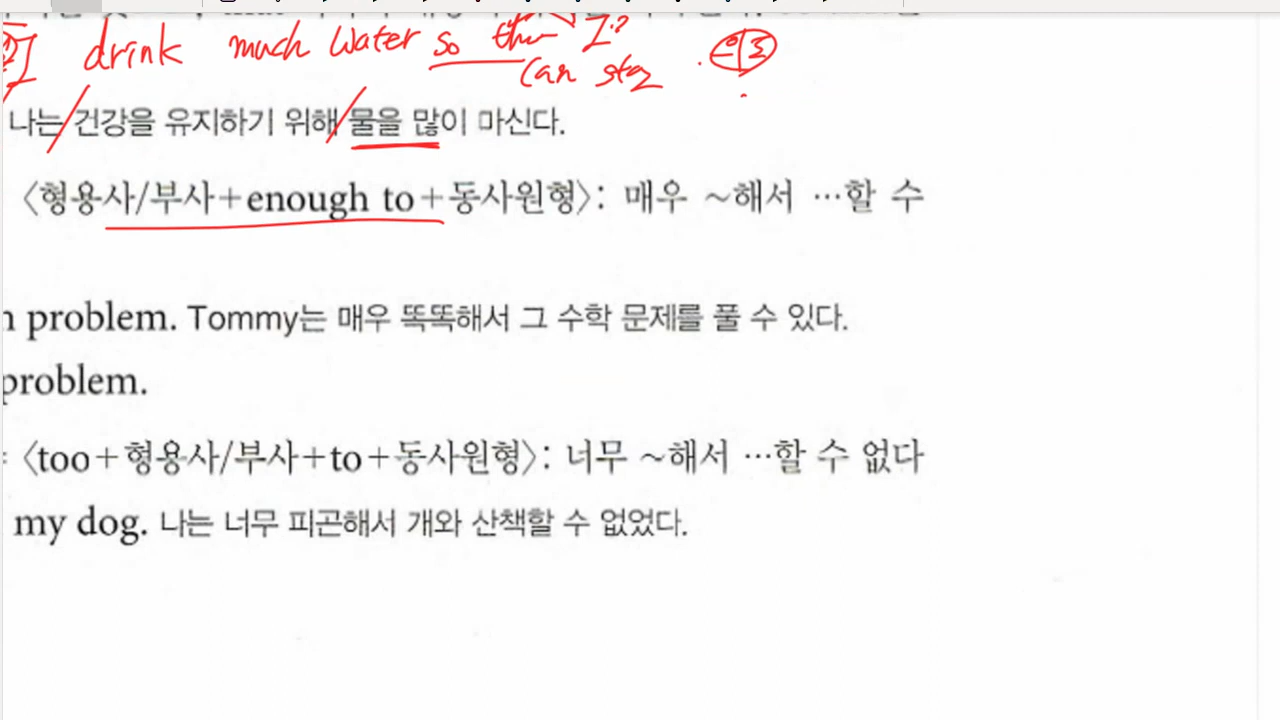 I drink much water so that I
can stay
나는 건강을 유지하기 위해 물을 많이 마신다.
〈형용사/부사+enough to+동사원형〉: 매우 ~해서 …할 수
problem. Tommy는 매우 똑똑해서 그 수학 문제를 풀 수 있다.
problem.
〈too+형용사/부사+to+동사원형〉: 너무 ~해서 …할 수 없다
my dog. 나는 너무 피곤해서 개와 산책할 수 없었다.